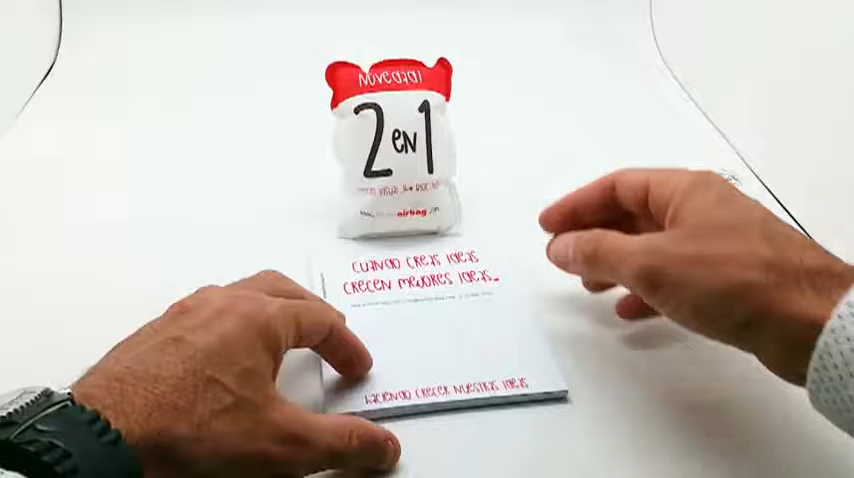 Novedad!
2 en 1
airbag
CUANDO CREAS IDEAS
CRECEN MEJORES IDEAS...
HACIENDO CRECER NUESTRAS IDEAS